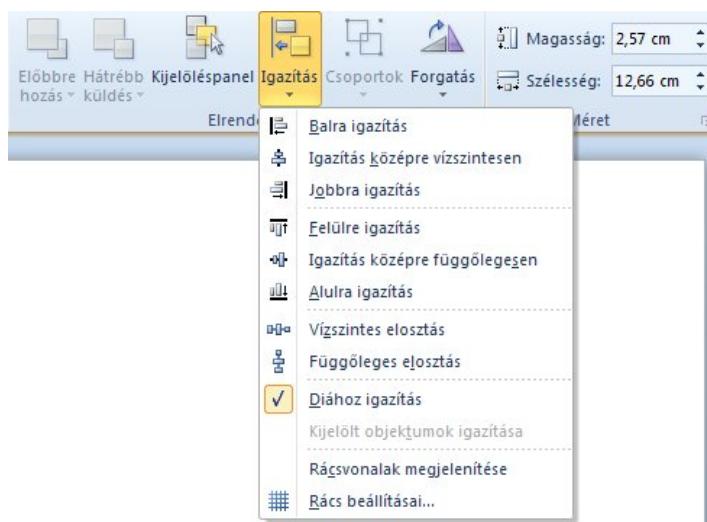 Előbbre hozás
Hátrébb küldés
Kijelöléspanel
Igazítás
Csoportok
Forgatás
Magasság: 2,57 cm
Szélesség: 12,66 cm
Elrende
Méret
Balra igazítás
Igazítás középre vízszintesen
Jobbra igazítás
Felülre igazítás
Igazítás középre függőlegesen
Alulra igazítás
Vízszintes elosztás
Függőleges elosztás
Diához igazítás
Kijelölt objektumok igazítása
Rácsvonalak megjelenítése
Rács beállításai...